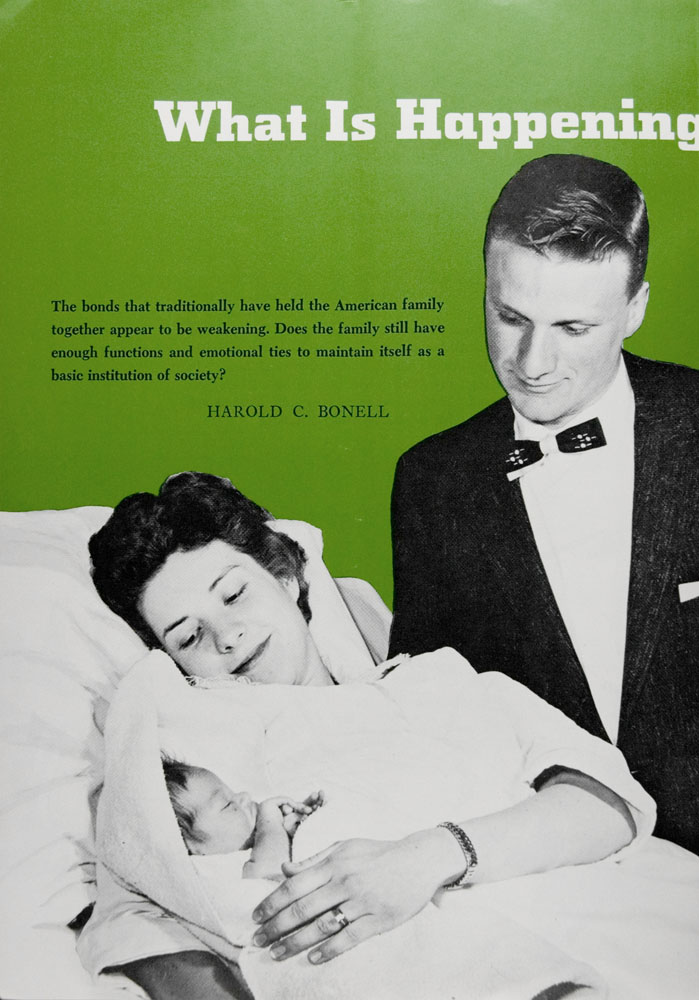 What Is Happening
The bonds that traditionally have held the American family
together appear to be weakening. Does the family still have
enough functions and emotional ties to maintain itself as a
basic institution of society?
HAROLD C. BONELL